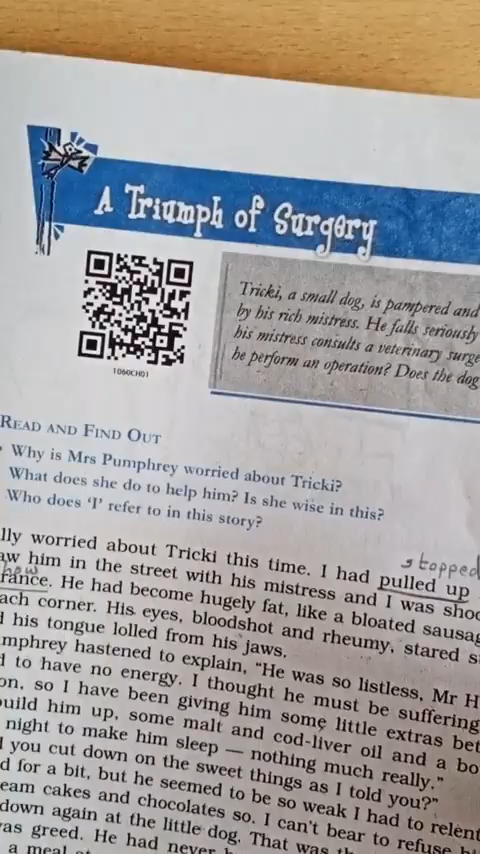 A Triumph of Surgery
Tricki, a small dog, is pampered and
by his rich mistress. He falls seriously
his mistress consults a veterinary surge
he perform an operation? Does the dog
1060CH01
READ AND FIND OUT
Why is Mrs Pumphrey worried about Tricki?
What does she do to help him? Is she wise in this?
Who does 'I' refer to in this story?
stopped
lly worried about Tricki this time. I had pulled up
aw him in the street with his mistress and I was shoc
how
rance. He had become hugely fat, like a bloated sausag
ach corner. His eyes, bloodshot and rheumy, stared s
d his tongue lolled from his jaws.
mphrey hastened to explain, "He was so listless, Mr H
d to have no energy. I thought he must be suffering
on, so I have been giving him some little extras bet
build him up, some malt and cod-liver oil and a bo
night to make him sleep — nothing much really."
you cut down on the sweet things as I told you?"
d for a bit, but he seemed to be so weak I had to relent
eam cakes and chocolates so. I can't bear to refuse
down again at the little dog. That was th
as greed. He had never
a meal